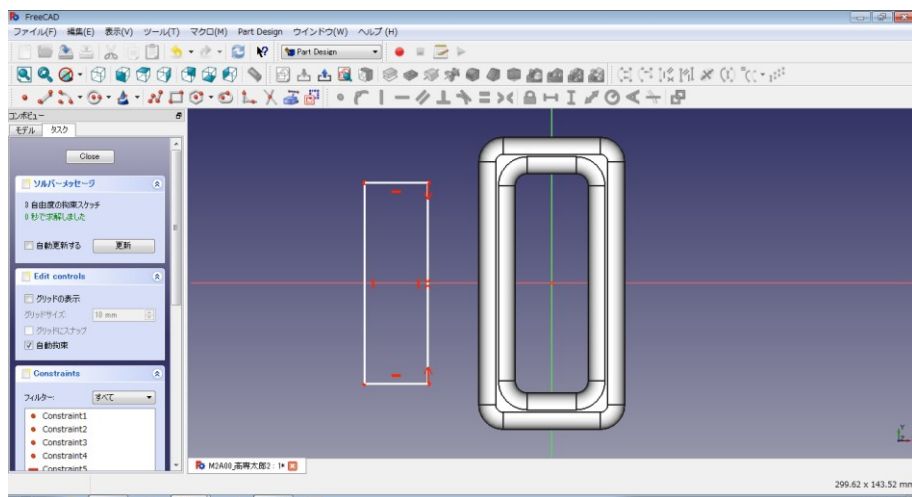 FreeCAD
ファイル(F) 編集(E) 表示(V) ツール(T) マクロ(M) Part Design ウインドウ(W) ヘルプ(H)
Part Design
コンボビュー
モデル タスク
Close
ソルバーメッセージ
3 自由度の拘束スケッチ
0 秒で求解しました
自動更新する 更新
Edit controls
グリッドの表示
グリッドサイズ: 10 mm
グリッドにスナップ
自動拘束
Constraints
フィルター: すべて
Constraint1
Constraint2
Constraint3
Constraint4
Constraint5
M2A00_高専太郎2 : 1*
Y
Z
299.62 x 143.52 mm